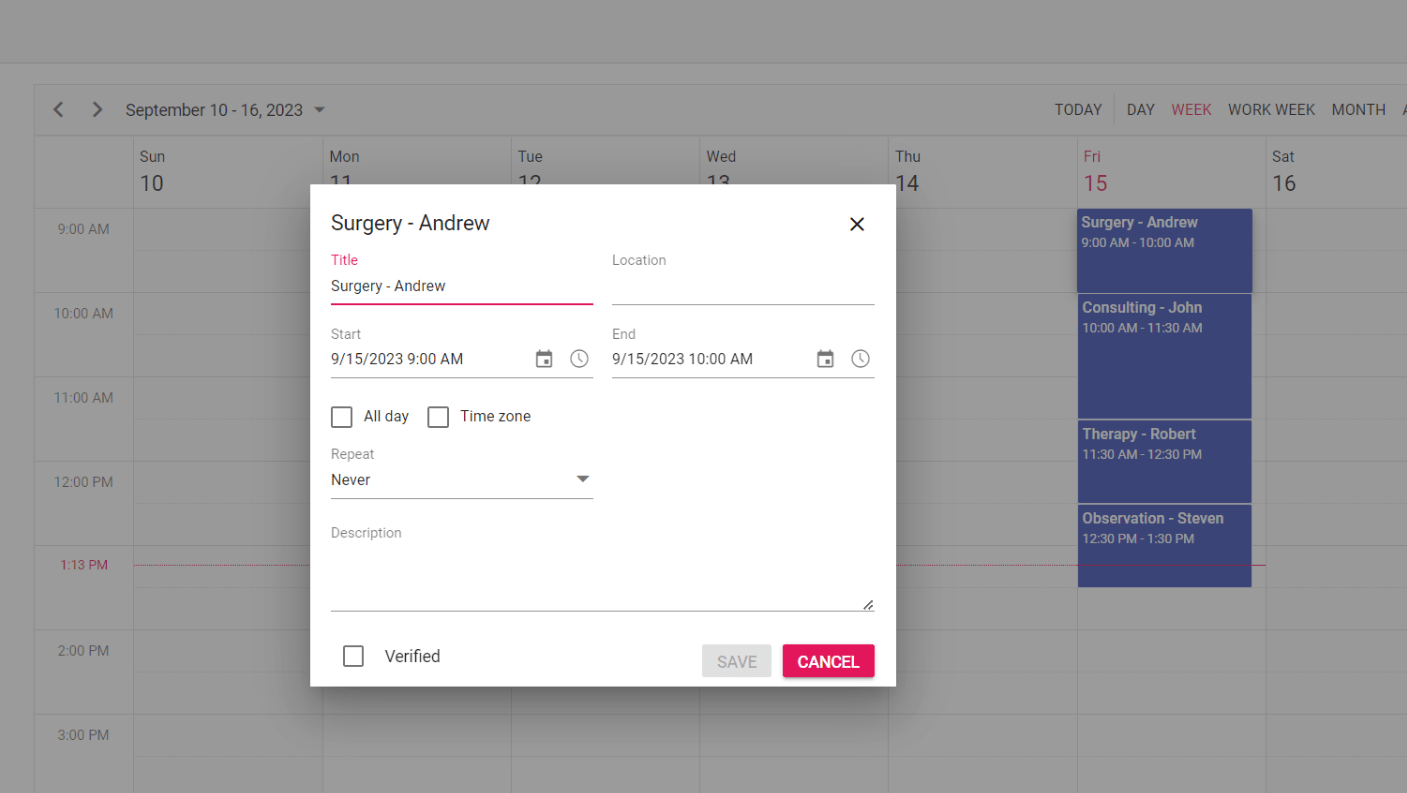 September 10 - 16, 2023
TODAY DAY WEEK WORK WEEK MONTH
Sun Mon Tue Wed Thu Fri Sat
10 11 12 13 14 15 16
Surgery - Andrew
Title
Surgery - Andrew
Location
Start
9/15/2023 9:00 AM
End
9/15/2023 10:00 AM
All day
Time zone
Repeat
Never
Description
Verified
SAVE
CANCEL
9:00 AM
10:00 AM
11:00 AM
12:00 PM
1:13 PM
2:00 PM
3:00 PM
Surgery - Andrew
9:00 AM - 10:00 AM
Consulting - John
10:00 AM - 11:30 AM
Therapy - Robert
11:30 AM - 12:30 PM
Observation - Steven
12:30 PM - 1:30 PM